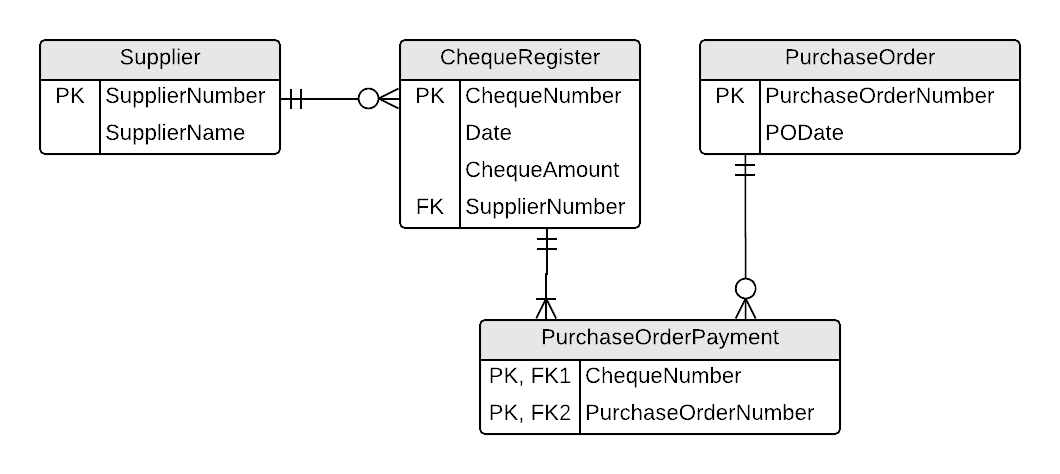 Supplier
PK SupplierNumber
SupplierName
ChequeRegister
PK ChequeNumber
Date
ChequeAmount
FK SupplierNumber
PurchaseOrder
PK PurchaseOrderNumber
PODate
PurchaseOrderPayment
PK, FK1 ChequeNumber
PK, FK2 PurchaseOrderNumber